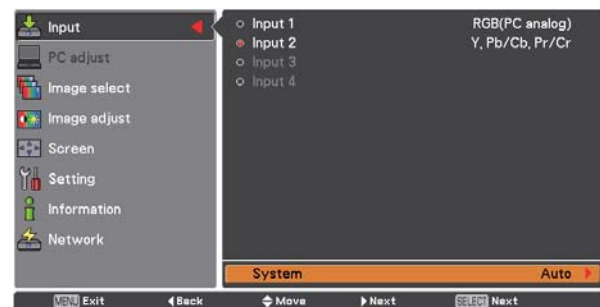 Input
PC adjust
Image select
Image adjust
Screen
Setting
Information
Network
Input 1 RGB(PC analog)
Input 2 Y, Pb/Cb, Pr/Cr
Input 3
Input 4
System Auto
MENU Exit Back Move Next SELECT Next